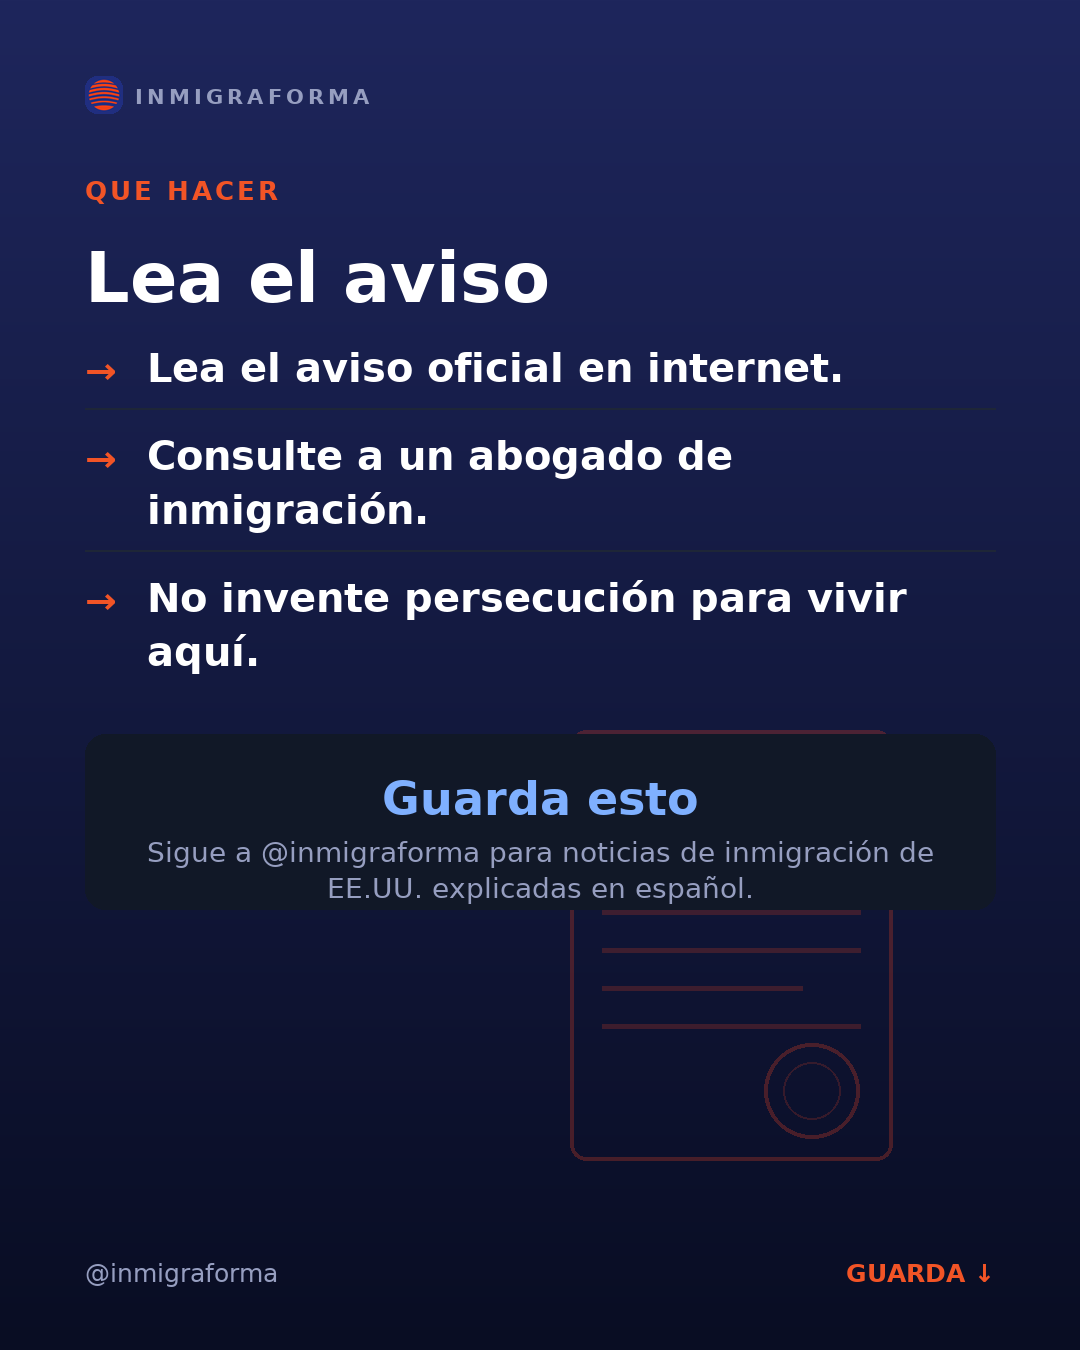 INMIGRAFORMA
QUE HACER
Lea el aviso
→ Lea el aviso oficial en internet.
→ Consulte a un abogado de
inmigración.
→ No invente persecución para vivir
aquí.
Guarda esto
Sigue a @inmigraforma para noticias de inmigración de
EE.UU. explicadas en español.
@inmigraforma
GUARDA ↓